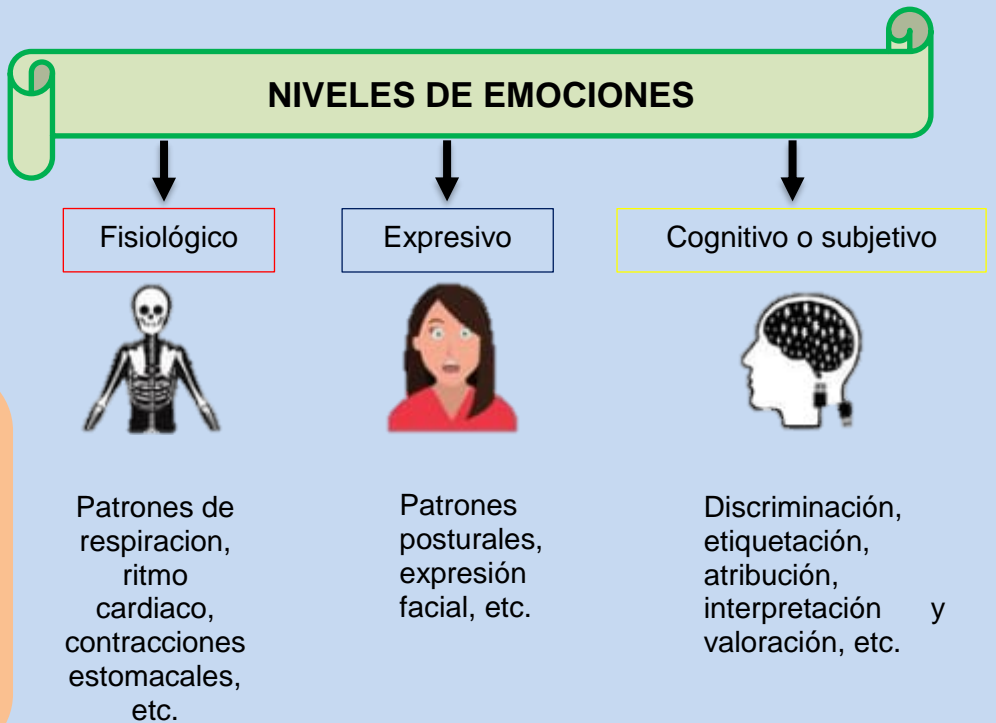 NIVELES DE EMOCIONES
Fisiológico
Expresivo
Cognitivo o subjetivo
Patrones de
respiracion,
ritmo
cardiaco,
contracciones
estomacales,
etc.
Patrones
posturales,
expresión
facial, etc.
Discriminación,
etiquetación,
atribución,
interpretación y
valoración, etc.